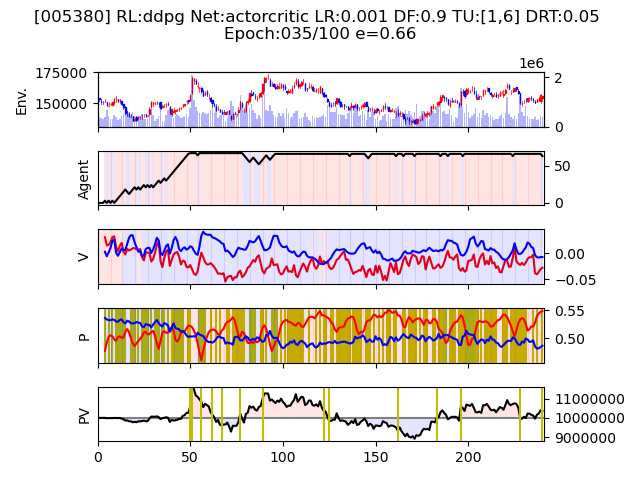 [005380] RL:ddpg Net:actorcritic LR:0.001 DF:0.9 TU:[1,6] DRT:0.05
Epoch:035/100 e=0.66
1e6
175000
150000
Env.
2
0
Agent
50
0
V
0.00
−0.05
P
0.55
0.50
PV
11000000
10000000
9000000
0
50
100
150
200